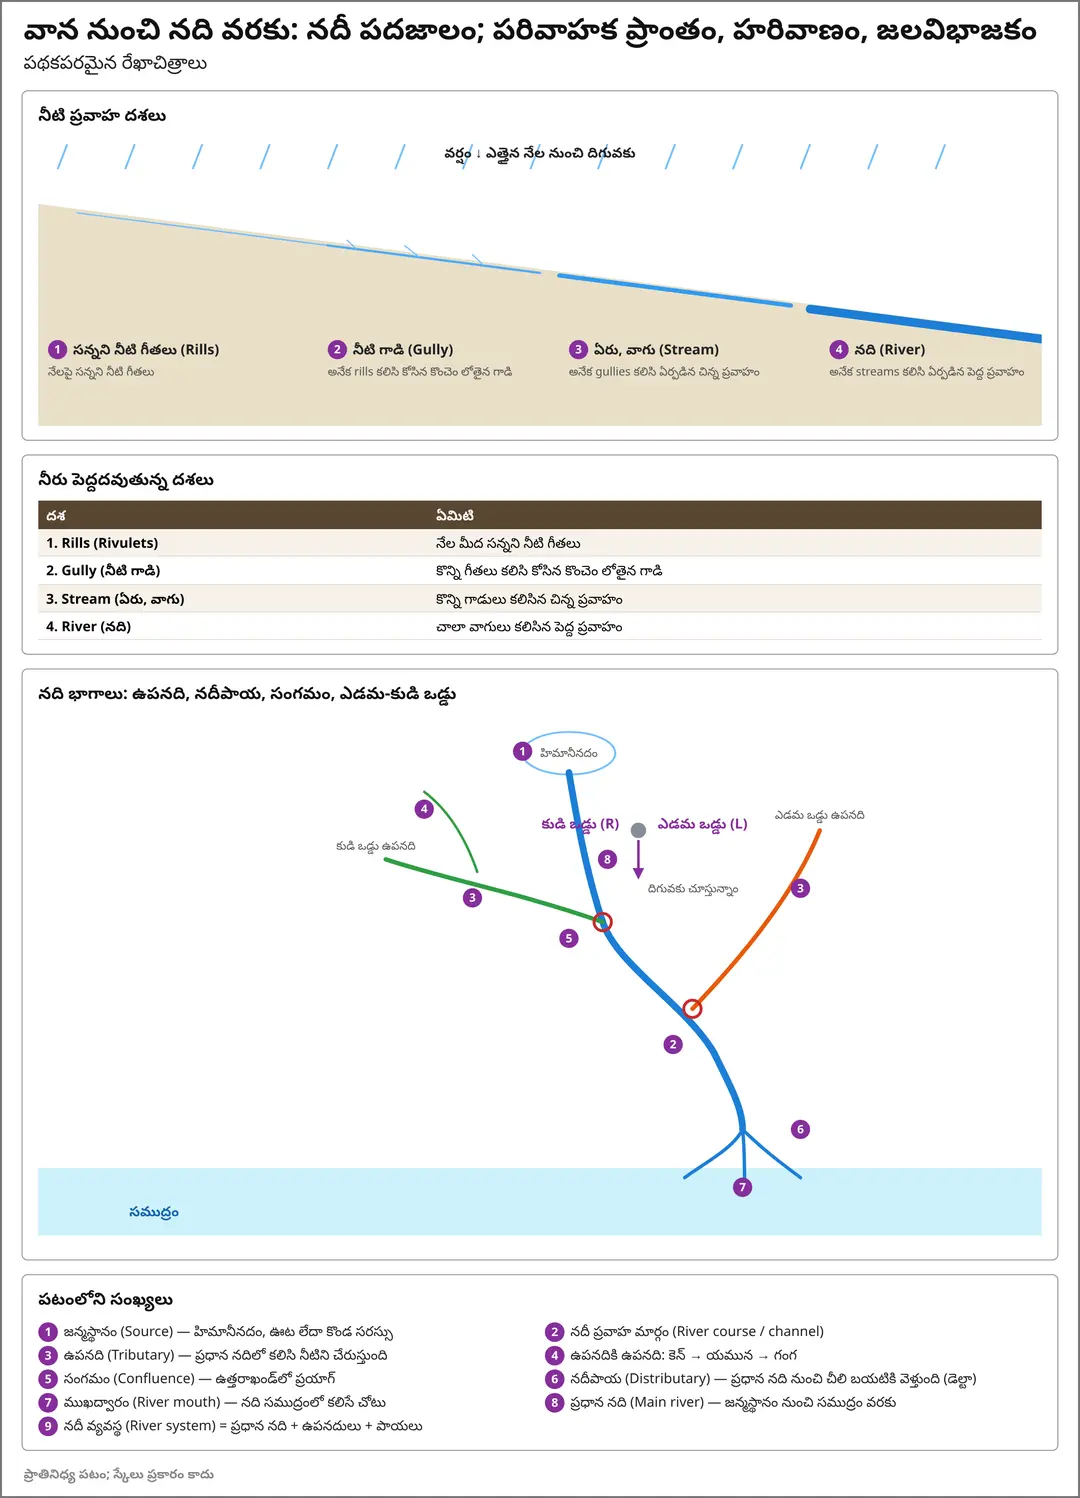 వాన నుంచి నది వరకు: నదీ పదజాలం; పరివాహక ప్రాంతం, హరివాణం, జలవిభాజకం
పథకపరమైన రేఖాచిత్రాలు
నీటి ప్రవాహ దశలు
వర్షం ↓ ఎత్తైన నేల నుంచి దిగువకు
1 సన్నని నీటి గీతలు (Rills)
నేలపై సన్నని నీటి గీతలు
2 నీటి గాడి (Gully)
అనేక rills కలిసి కోసిన కొంచెం లోతైన గాడి
3 ఏరు, వాగు (Stream)
అనేక gullies కలిసి ఏర్పడిన చిన్న ప్రవాహం
4 నది (River)
అనేక streams కలిసి ఏర్పడిన పెద్ద ప్రవాహం
నీరు పెద్దదవుతున్న దశలు
దశ ఏమిటి
1. Rills (Rivulets) నేల మీద సన్నని నీటి గీతలు
2. Gully (నీటి గాడి) కొన్ని గీతలు కలిసి కోసిన కొంచెం లోతైన గాడి
3. Stream (ఏరు, వాగు) కొన్ని గాడులు కలిసిన చిన్న ప్రవాహం
4. River (నది) చాలా వాగులు కలిసిన పెద్ద ప్రవాహం
నది భాగాలు: ఉపనది, నదీపాయ, సంగమం, ఎడమ-కుడి ఒడ్డు
1 హిమానీనదం
4
ఎడమ ఒడ్డు ఉపనది
కుడి ఒడ్డు (R) ఎడమ ఒడ్డు (L)
కుడి ఒడ్డు ఉపనది
8
దిగువకు చూస్తున్నాం
3
3
5
2
6
7
సముద్రం
పటంలోని సంఖ్యలు
1 జన్మస్థానం (Source) — హిమానీనదం, ఊట లేదా కొండ సరస్సు
2 నదీ ప్రవాహ మార్గం (River course / channel)
3 ఉపనది (Tributary) — ప్రధాన నదిలో కలిసి నీటిని చేరుస్తుంది
4 ఉపనదికి ఉపనది: కెన్ → యమున → గంగ
5 సంగమం (Confluence) — ఉత్తరాఖండ్‌లో ప్రయాగ్
6 నదీపాయ (Distributary) — ప్రధాన నది నుంచి చీలి బయటికి వెళ్తుంది (డెల్టా)
7 ముఖద్వారం (River mouth) — నది సముద్రంలో కలిసే చోటు
8 ప్రధాన నది (Main river) — జన్మస్థానం నుంచి సముద్రం వరకు
9 నదీ వ్యవస్థ (River system) = ప్రధాన నది + ఉపనదులు + పాయలు
ప్రాతినిధ్య పటం; స్కేలు ప్రకారం కాదు